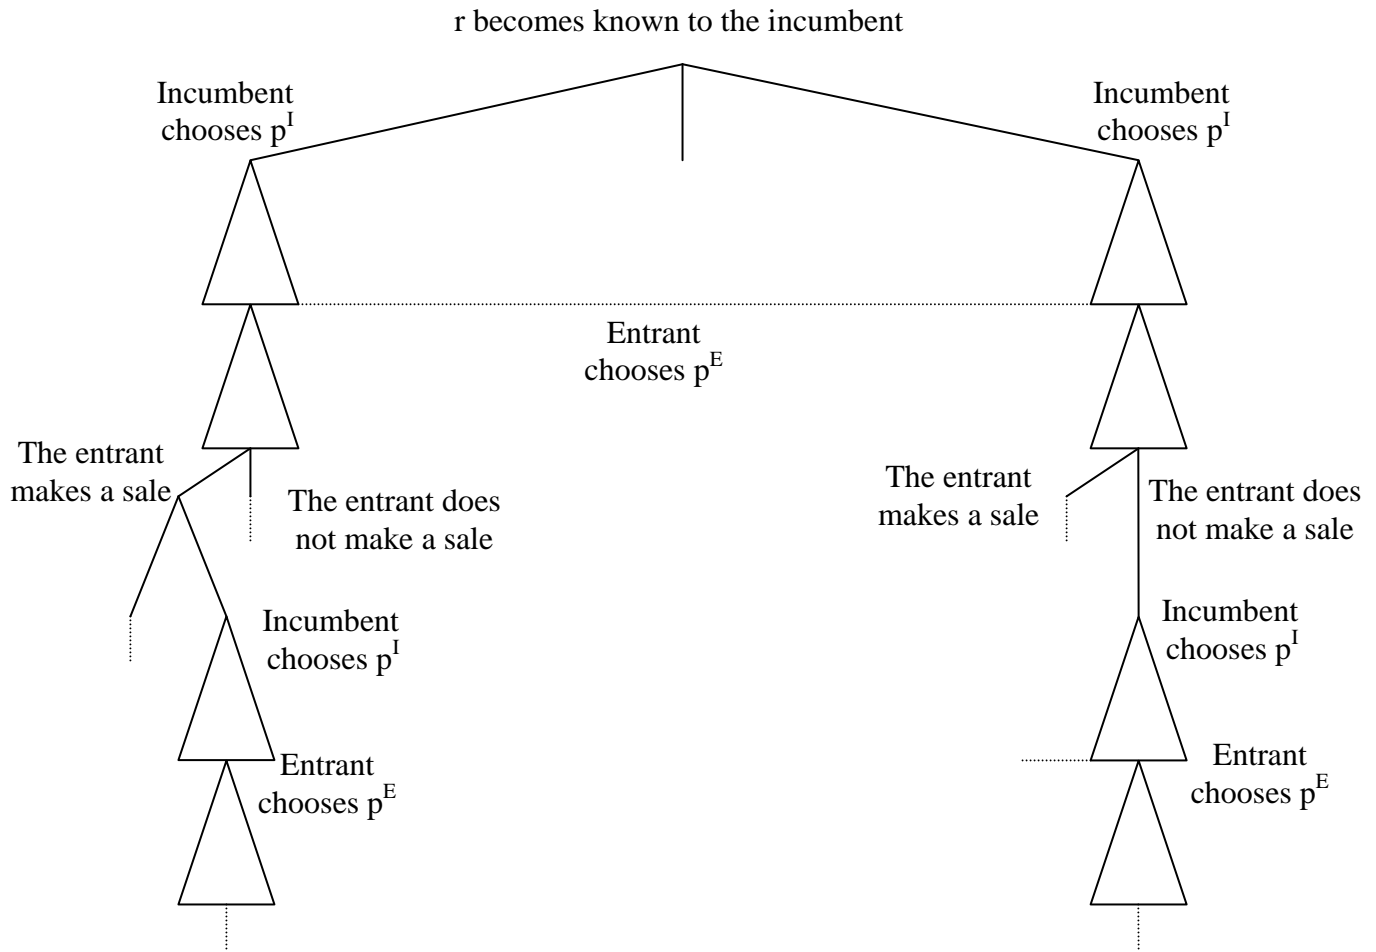 r becomes known to the incumbent
Incumbent
chooses p^I
Incumbent
chooses p^I
Entrant
chooses p^E
The entrant
makes a sale
The entrant does
not make a sale
The entrant
makes a sale
The entrant does
not make a sale
Incumbent
chooses p^I
Incumbent
chooses p^I
Entrant
chooses p^E
Entrant
chooses p^E